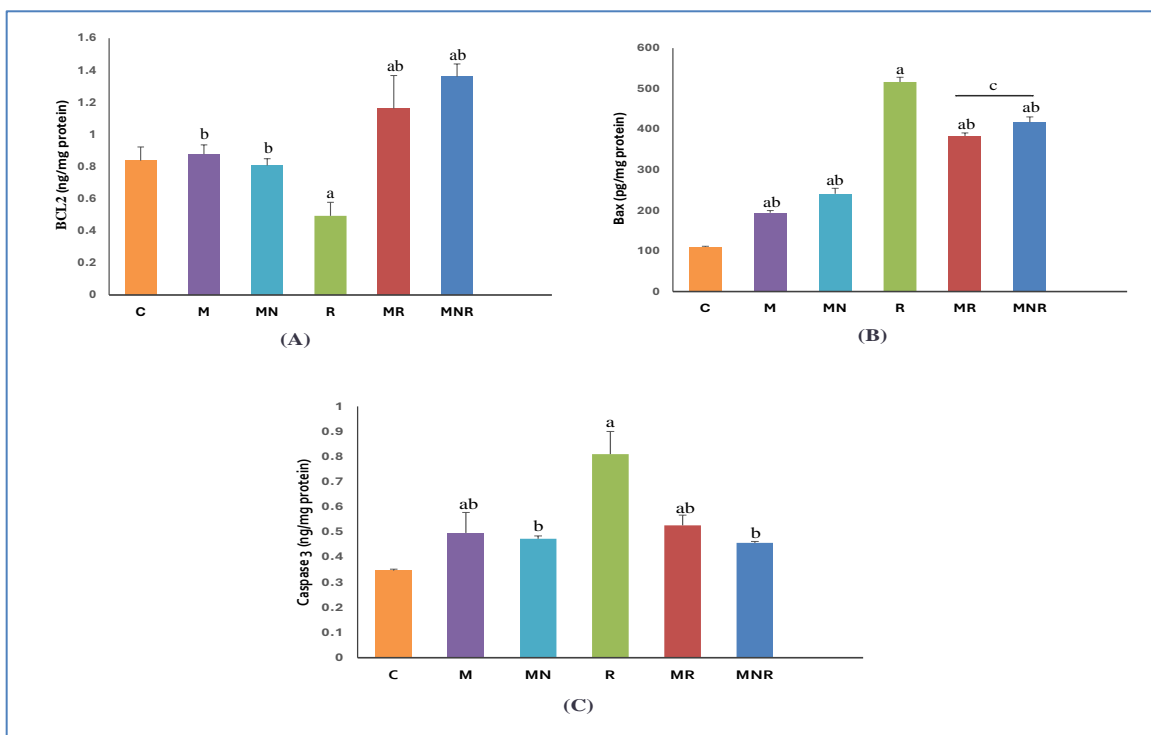 BCL2 (ng/mg protein)
1.6
1.4
1.2
1
0.8
0.6
0.4
0.2
0
b
b
a
ab
ab
C M MN R MR MNR
(A)
Bax (pg/mg protein)
600
500
400
300
200
100
0
ab
ab
a
c
ab
ab
C M MN R MR MNR
(B)
Caspase 3 (ng/mg protein)
1
0.9
0.8
0.7
0.6
0.5
0.4
0.3
0.2
0.1
0
ab
b
a
ab
b
C M MN R MR MNR
(C)